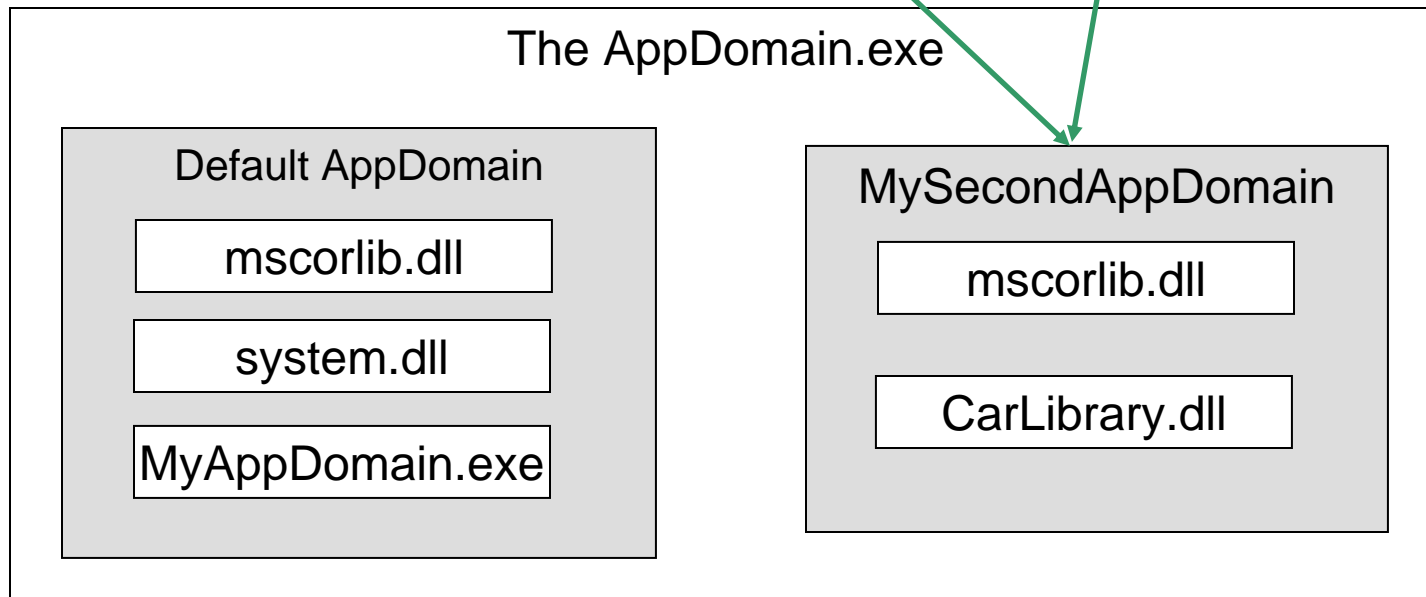 The AppDomain.exe
Default AppDomain
mscorlib.dll
system.dll
MyAppDomain.exe
MySecondAppDomain
mscorlib.dll
CarLibrary.dll